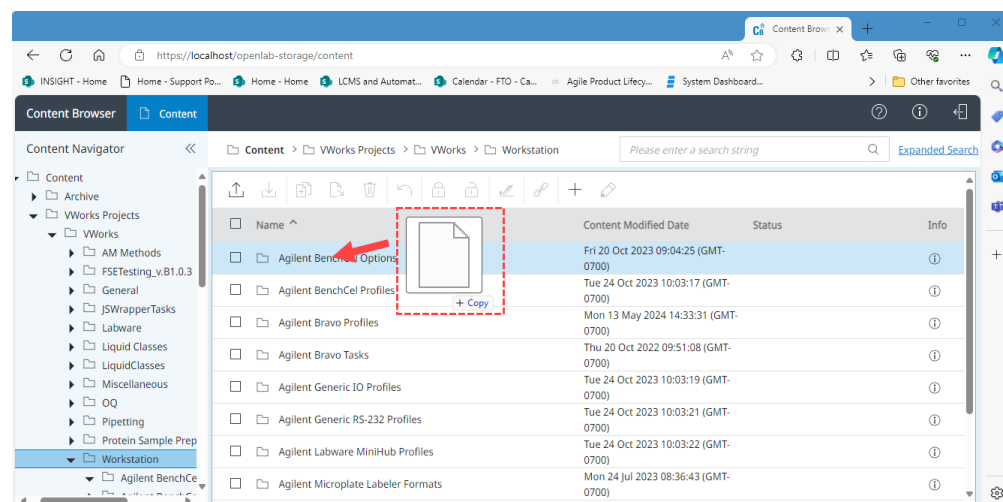 Content Brows
https://localhost/openlab-storage/content
INSIGHT - Home
Home - Support Po...
Home - Home
LCMS and Automat...
Calendar - FTO - Ca...
Agile Product Lifecy...
System Dashboard...
Other favorites
Content Browser
Content
Content Navigator
Content > VWorks Projects > VWorks > Workstation
Please enter a search string
Expanded Search
Content
Archive
VWorks Projects
VWorks
AM Methods
FSETesting_v.B1.0.3
General
JSWrapperTasks
Labware
Liquid Classes
LiquidClasses
Miscellaneous
OQ
Pipetting
Protein Sample Prep
Workstation
Agilent BenchCe
Name
Content Modified Date
Status
Info
Agilent BenchCel Options
Fri 20 Oct 2023 09:04:25 (GMT-
0700)
Agilent BenchCel Profiles
Tue 24 Oct 2023 10:03:17 (GMT-
0700)
+ Copy
Agilent Bravo Profiles
Mon 13 May 2024 14:33:31 (GMT-
0700)
Agilent Bravo Tasks
Thu 20 Oct 2022 09:51:08 (GMT-
0700)
Agilent Generic IO Profiles
Tue 24 Oct 2023 10:03:19 (GMT-
0700)
Agilent Generic RS-232 Profiles
Tue 24 Oct 2023 10:03:21 (GMT-
0700)
Agilent Labware MiniHub Profiles
Tue 24 Oct 2023 10:03:22 (GMT-
0700)
Agilent Microplate Labeler Formats
Mon 24 Jul 2023 08:36:43 (GMT-
0700)